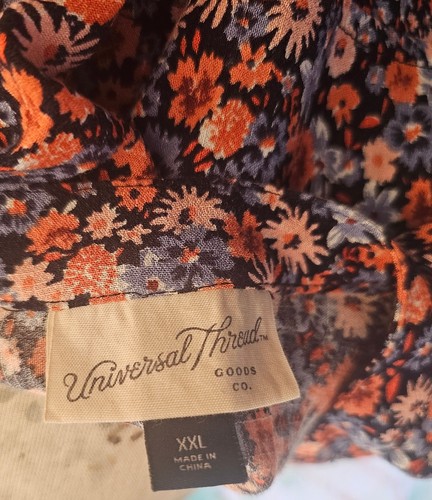 Universal Thread™
GOODS
CO.
XXL
MADE IN
CHINA